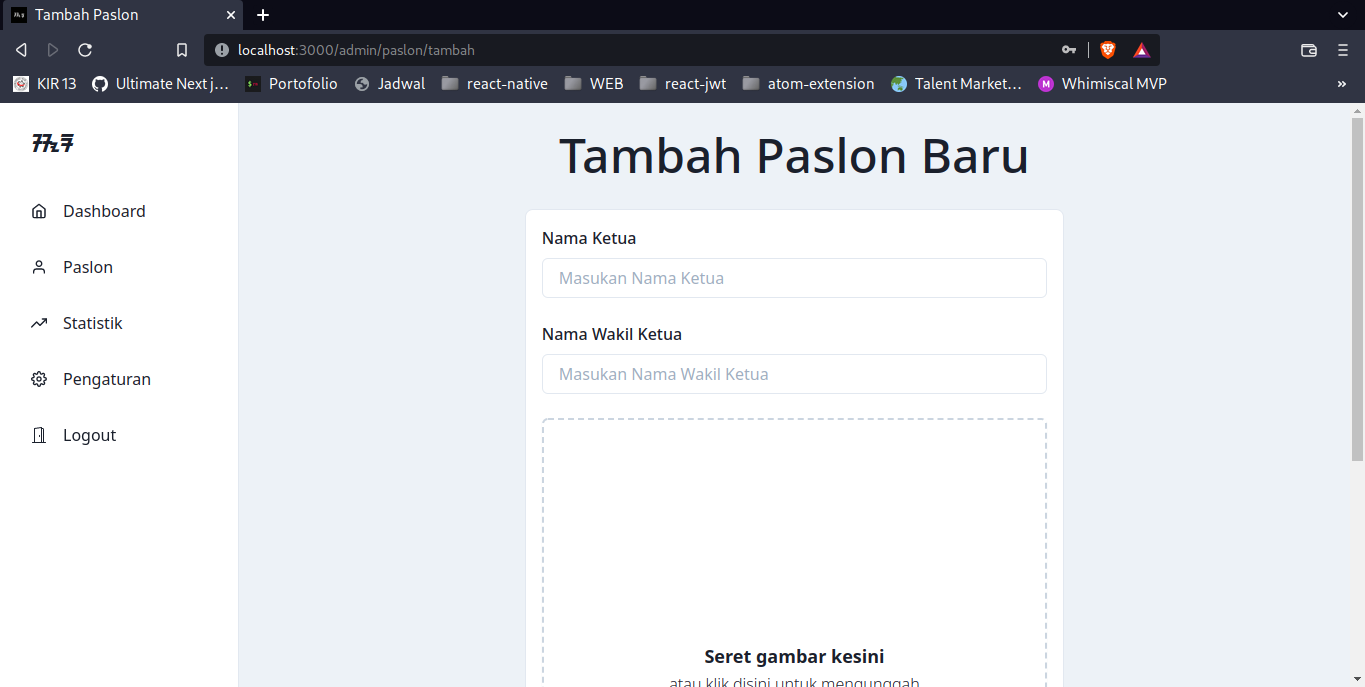 Tambah Paslon
localhost:3000/admin/paslon/tambah
KIR 13
Ultimate Next j…
Portofolio
Jadwal
react-native
WEB
react-jwt
atom-extension
Talent Market…
M
Whimiscal MVP
»
Tambah Paslon Baru
Dashboard
Paslon
Statistik
Pengaturan
Logout
Nama Ketua
Masukan Nama Ketua
Nama Wakil Ketua
Masukan Nama Wakil Ketua
Seret gambar kesini
atau klik disini untuk mengunggah